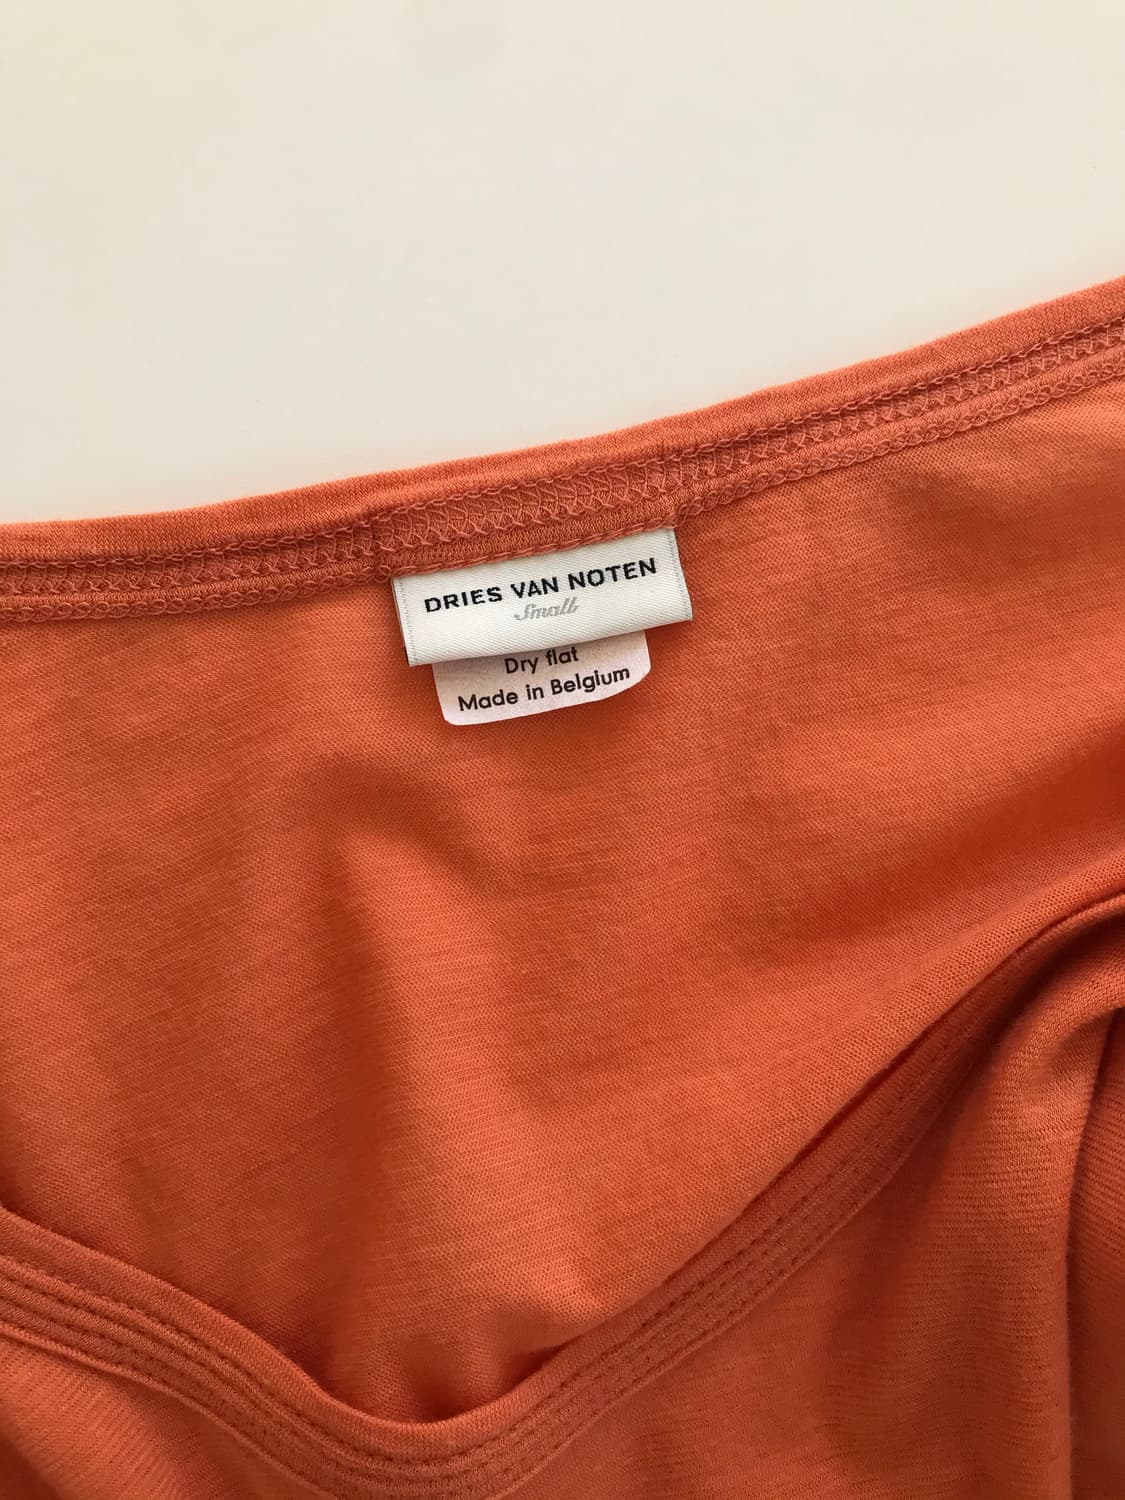 DRIES VAN NOTEN
Small
Dry flat
Made in Belgium